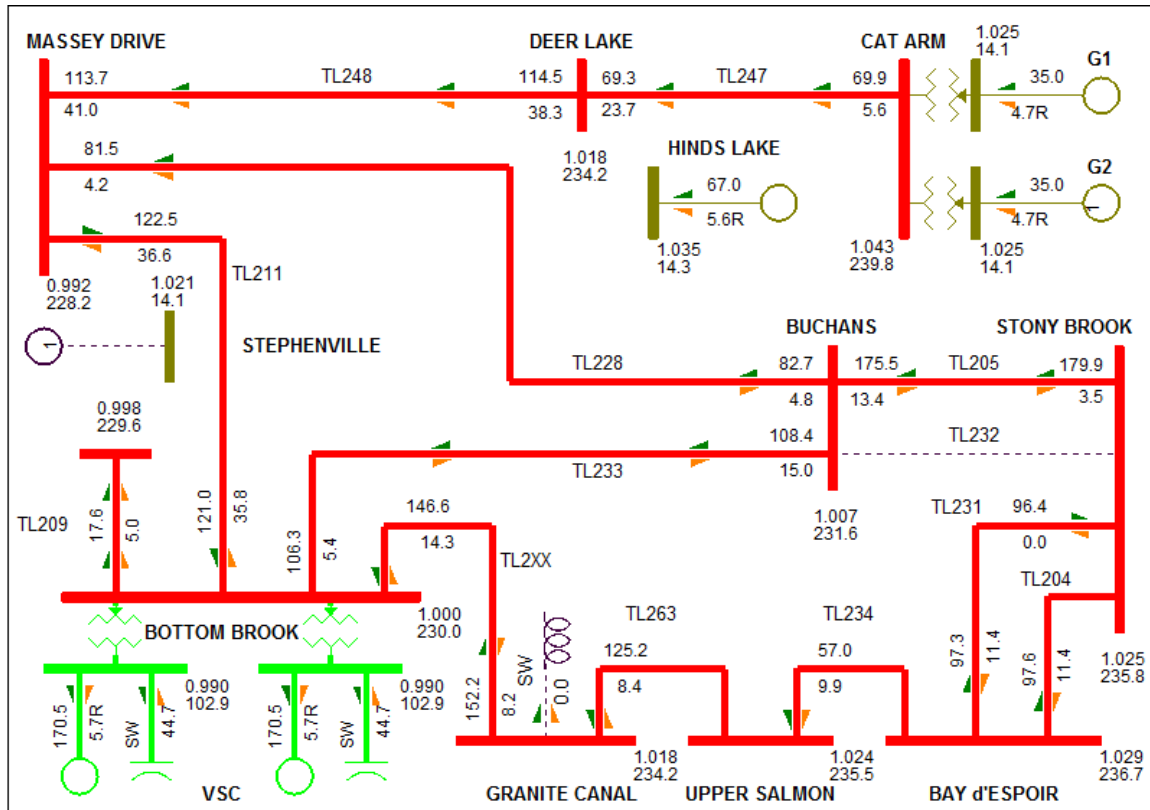 MASSEY DRIVE DEER LAKE CAT ARM 1.025
14.1 G1
113.7 TL248 114.5 69.3 TL247 69.9 35.0
41.0 38.3 23.7 5.6 4.7R
81.5 HINDS LAKE G2
4.2 1.018
234.2 67.0 35.0
5.6R 1 4.7R
122.5 1.035
14.3 1.043
239.8 1.025
14.1
36.6
0.992
228.2 1.021
14.1 TL211
1 STEPHENVILLE BUCHANS STONY BROOK
TL228 82.7 175.5 TL205 179.9
4.8 13.4 3.5
0.998
229.6 108.4 TL232
TL233 15.0
TL209 17.6 5.0 121.0 35.8 106.3 5.4 146.6 1.007
231.6 TL231 96.4
14.3 TL2XX 0.0
TL204
BOTTOM BROOK 1.000
230.0 SW 0.0 TL263 TL234
125.2 57.0
8.4 9.9
0.990
102.9 0.990
102.9 152.2 8.2 97.3 11.4 97.6 11.4 1.025
235.8
170.5 5.7R SW 44.7 170.5 5.7R SW 44.7
1.018
234.2 1.024
235.5 1.029
236.7
VSC GRANITE CANAL UPPER SALMON BAY d'ESPOIR